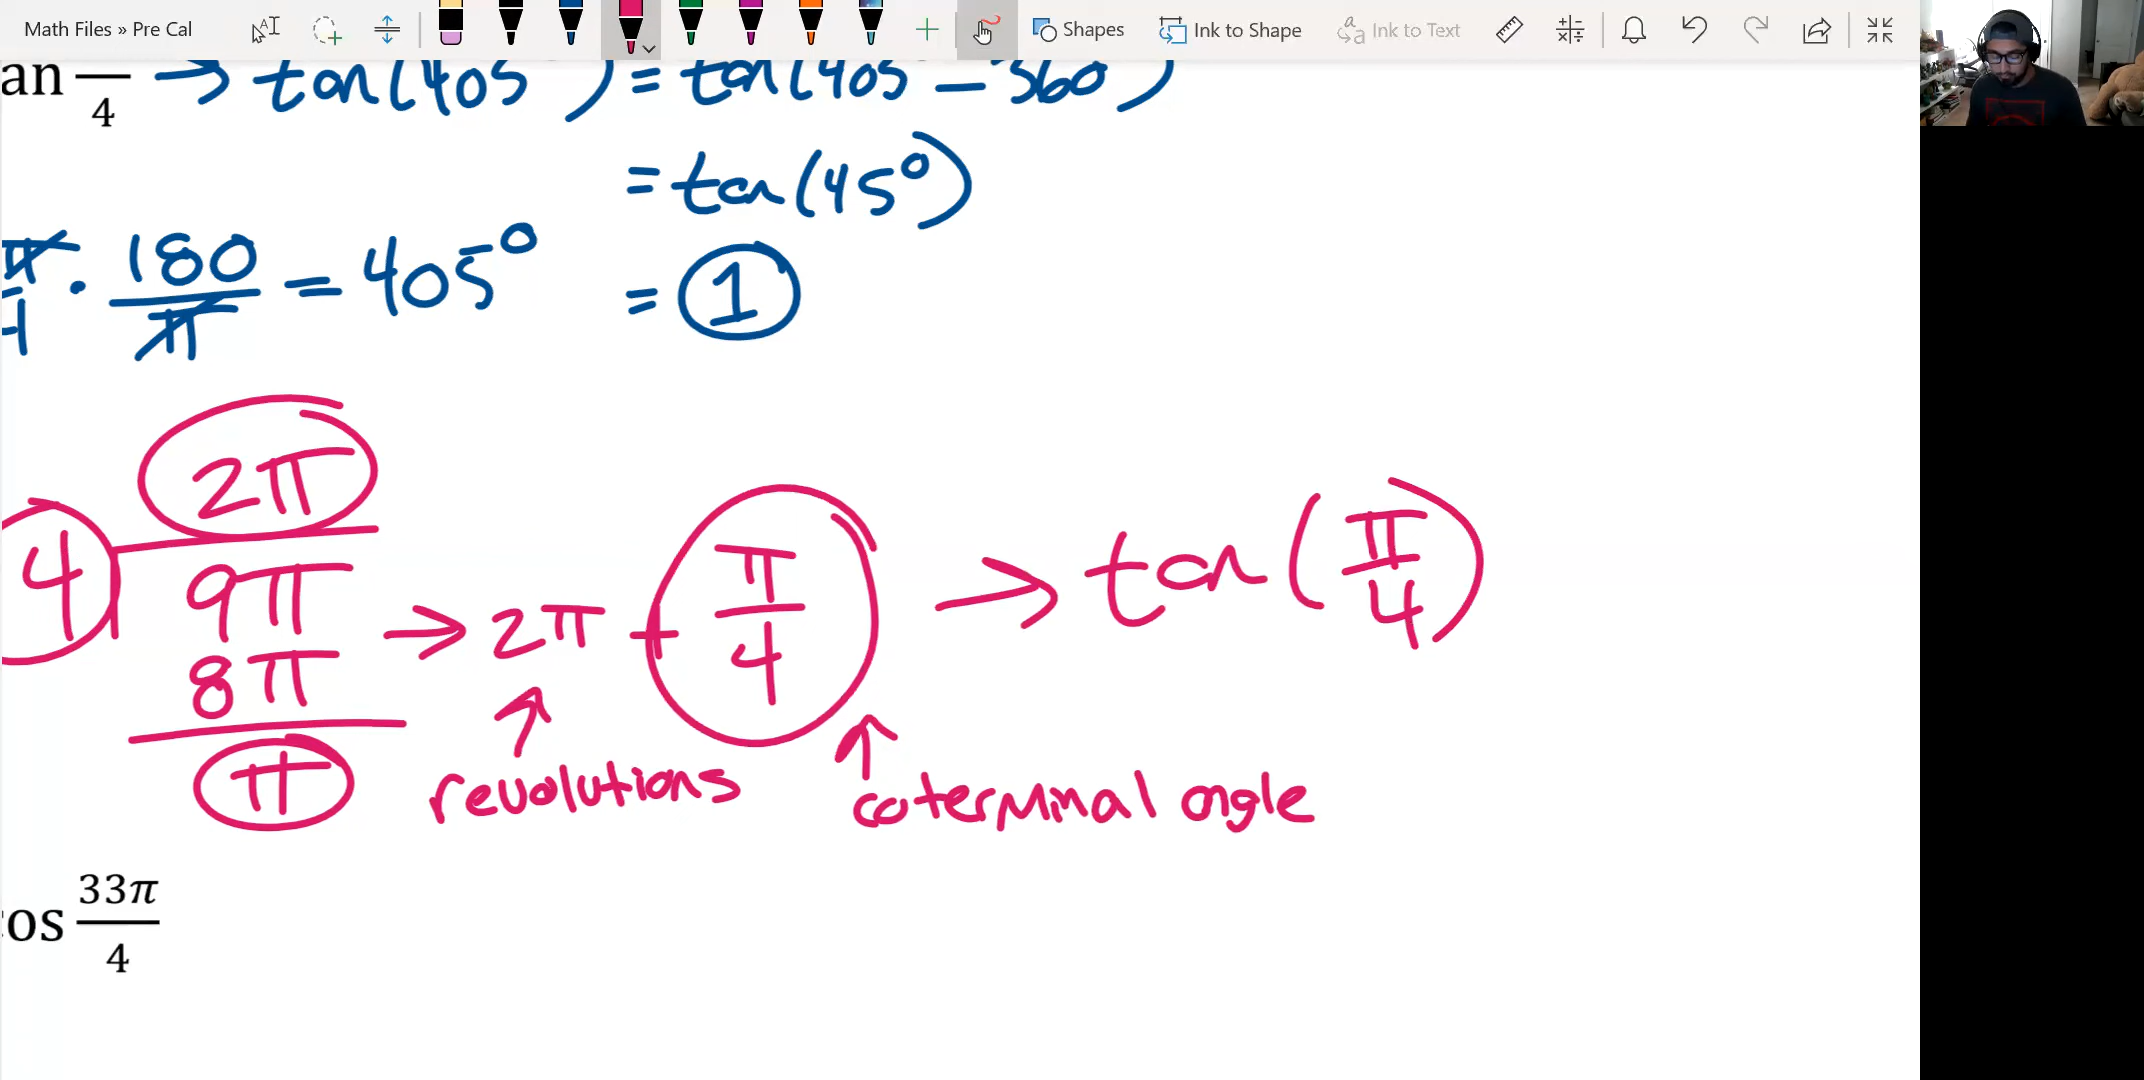 Math Files » Pre Cal Shapes Ink to Shape Ink to Text
an — 4 → tan(405 ) = tan(405 − 360 )
= tan(45°)
π · 180/π = 405° = 1
4
2π
4 9π → 2π + π/4 → tan(π/4)
8π
π
revolutions
coterminal angle
os 33π/4